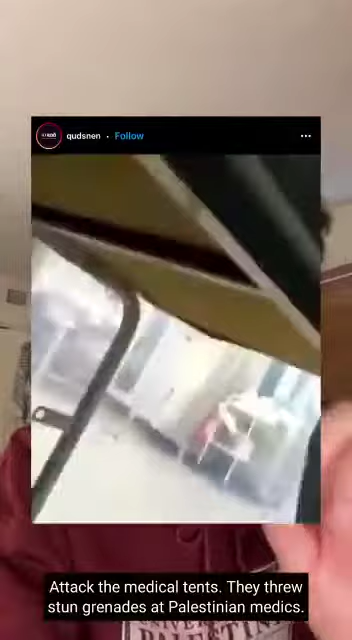 qudsnen · Follow
Attack the medical tents. They threw
stun grenades at Palestinian medics.